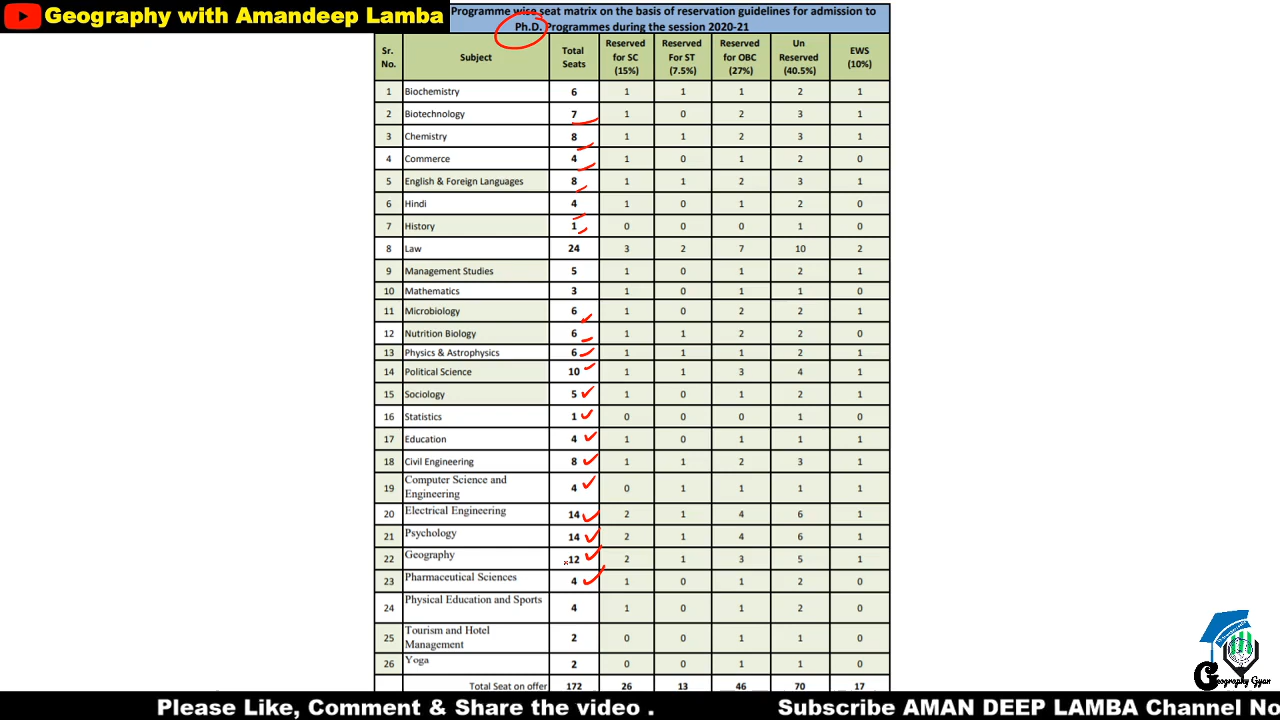 Geography with Amandeep Lamba
Programme wise seat matrix on the basis of reservation guidelines for admission to
Ph.D. Programmes during the session 2020-21
Sr. No. Subject Total Seats Reserved for SC (15%) Reserved For ST (7.5%) Reserved for OBC (27%) Un Reserved (40.5%) EWS (10%)
1 Biochemistry 6 1 1 1 2 1
2 Biotechnology 7 1 0 2 3 1
3 Chemistry 8 1 1 2 3 1
4 Commerce 4 1 0 1 2 0
5 English & Foreign Languages 8 1 1 2 3 1
6 Hindi 4 1 0 1 2 0
7 History 1 0 0 0 1 0
8 Law 24 3 2 7 10 2
9 Management Studies 5 1 0 1 2 1
10 Mathematics 3 1 0 1 1 0
11 Microbiology 6 1 0 2 2 1
12 Nutrition Biology 6 1 1 2 2 0
13 Physics & Astrophysics 6 1 1 1 2 1
14 Political Science 10 1 1 3 4 1
15 Sociology 5 1 0 1 2 1
16 Statistics 1 0 0 0 1 0
17 Education 4 1 0 1 1 1
18 Civil Engineering 8 1 1 2 3 1
19 Computer Science and Engineering 4 0 1 1 1 1
20 Electrical Engineering 14 2 1 4 6 1
21 Psychology 14 2 1 4 6 1
22 Geography 12 2 1 3 5 1
23 Pharmaceutical Sciences 4 1 0 1 2 0
24 Physical Education and Sports 4 1 0 1 2 0
25 Tourism and Hotel Management 2 0 0 1 1 0
26 Yoga 2 0 0 1 1 0
Total Seat on offer 172 26 13 46 70 17
Geography Gyan
Please Like, Comment & Share the video . Subscribe AMAN DEEP LAMBA Channel No